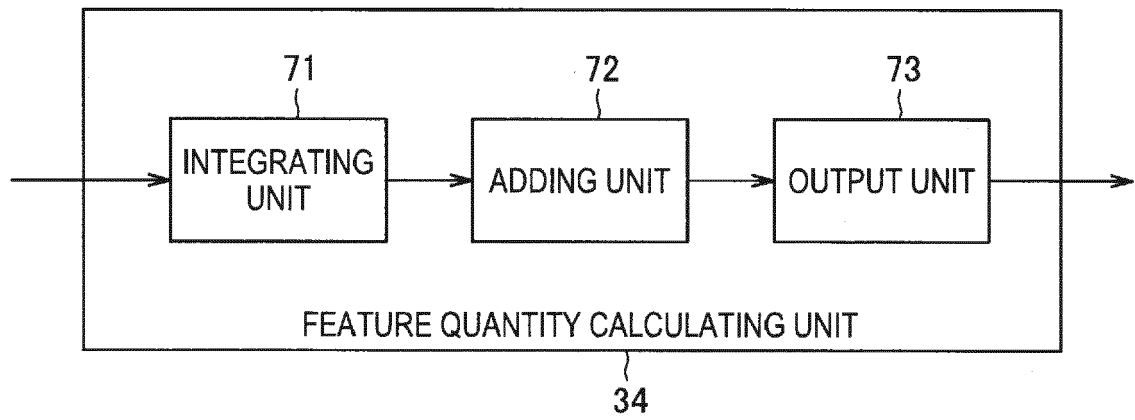 71
72
73
INTEGRATING
UNIT
ADDING UNIT
OUTPUT UNIT
FEATURE QUANTITY CALCULATING UNIT
34